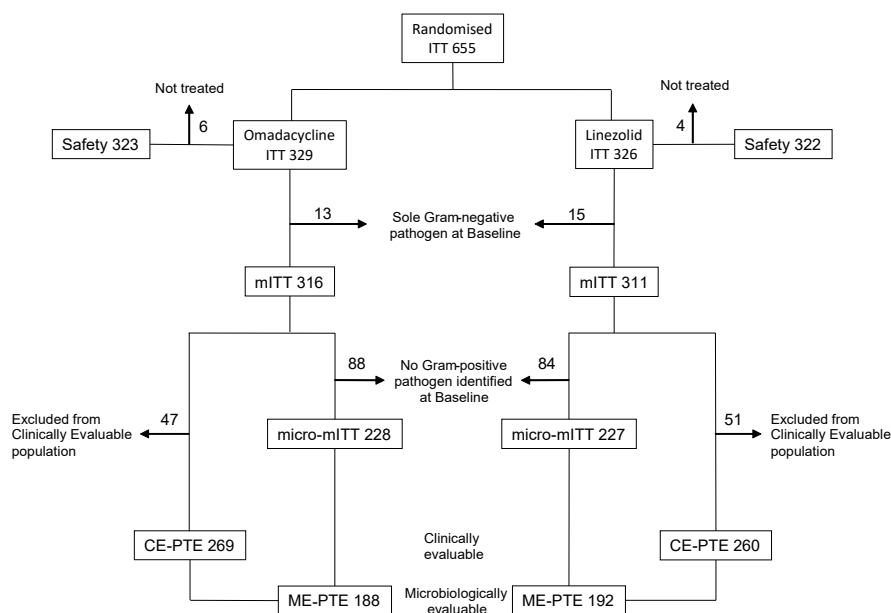 Randomised
ITT 655
Not treated
Not treated
6
4
Safety 323
Omadacycline
ITT 329
Linezolid
ITT 326
Safety 322
13
Sole Gram-negative
pathogen at Baseline
15
mITT 316
mITT 311
88
No Gram-positive
pathogen identified
at Baseline
84
Excluded from
Clinically Evaluable
population
47
micro-mITT 228
micro-mITT 227
51
Excluded from
Clinically Evaluable
population
CE-PTE 269
Clinically
evaluable
CE-PTE 260
ME-PTE 188
Microbiologically
evaluable
ME-PTE 192